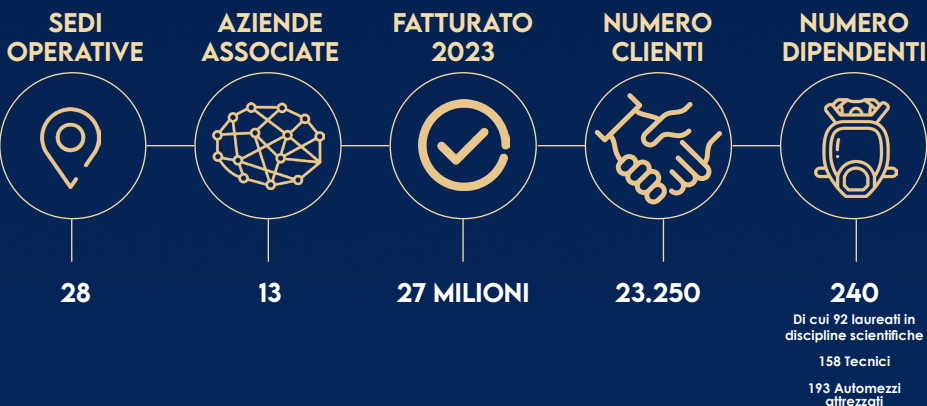 SEDI
OPERATIVE
AZIENDE
ASSOCIATE
FATTURATO
2023
NUMERO
CLIENTI
NUMERO
DIPENDENTI
28
13
27 MILIONI
23.250
240
Di cui 92 laureati in
discipline scientifiche
158 Tecnici
193 Automezzi
attrezzati